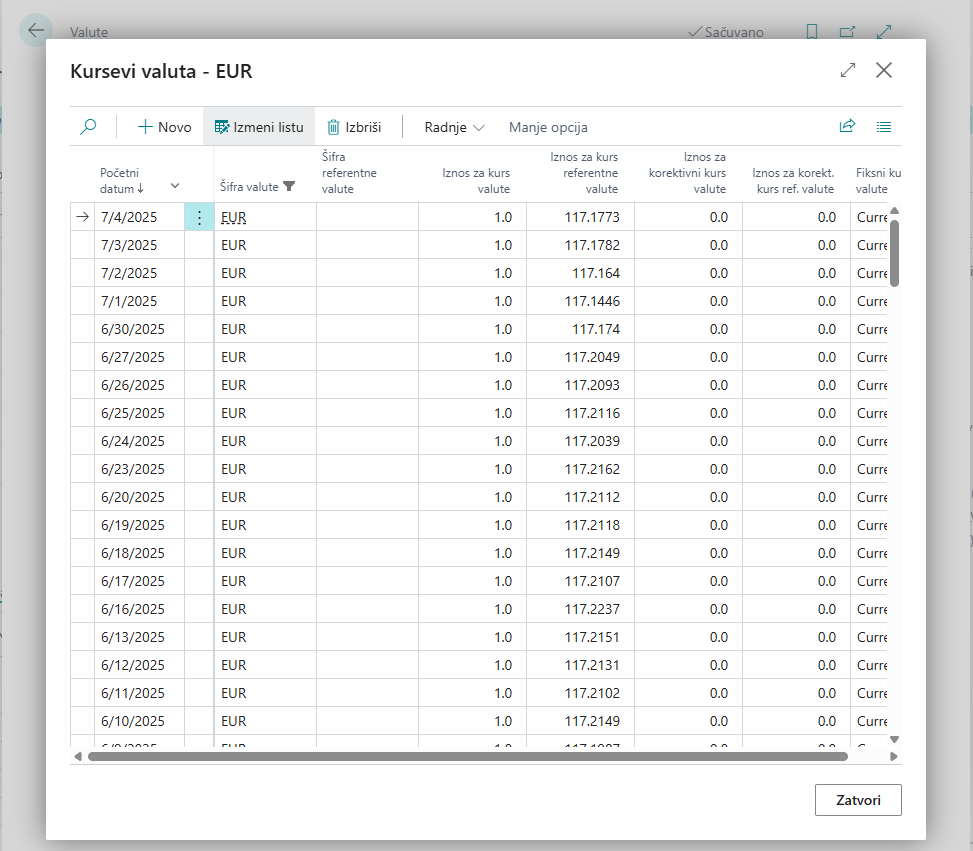 Valute
Sačuvano
Kursevi valuta - EUR
Novo Izmeni listu Izbriši Radnje Manje opcija
Početni datum↓ Šifra valute Šifra referentne valute Iznos za kurs valute Iznos za kurs referentne valute Iznos za korektivni kurs valute Iznos za korekt. kurs ref. valute Fiksni ku valute
7/4/2025 EUR 1.0 117.1773 0.0 0.0 Curre
7/3/2025 EUR 1.0 117.1782 0.0 0.0 Curre
7/2/2025 EUR 1.0 117.164 0.0 0.0 Curre
7/1/2025 EUR 1.0 117.1446 0.0 0.0 Curre
6/30/2025 EUR 1.0 117.174 0.0 0.0 Curre
6/27/2025 EUR 1.0 117.2049 0.0 0.0 Curre
6/26/2025 EUR 1.0 117.2093 0.0 0.0 Curre
6/25/2025 EUR 1.0 117.2116 0.0 0.0 Curre
6/24/2025 EUR 1.0 117.2039 0.0 0.0 Curre
6/23/2025 EUR 1.0 117.2162 0.0 0.0 Curre
6/20/2025 EUR 1.0 117.2112 0.0 0.0 Curre
6/19/2025 EUR 1.0 117.2118 0.0 0.0 Curre
6/18/2025 EUR 1.0 117.2149 0.0 0.0 Curre
6/17/2025 EUR 1.0 117.2107 0.0 0.0 Curre
6/16/2025 EUR 1.0 117.2237 0.0 0.0 Curre
6/13/2025 EUR 1.0 117.2151 0.0 0.0 Curre
6/12/2025 EUR 1.0 117.2131 0.0 0.0 Curre
6/11/2025 EUR 1.0 117.2102 0.0 0.0 Curre
6/10/2025 EUR 1.0 117.2149 0.0 0.0 Curre
Zatvori